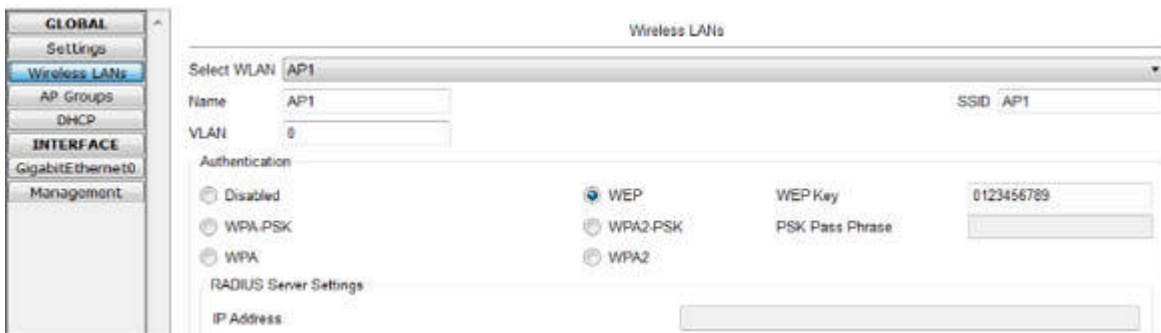 GLOBAL
Settings
Wireless LANs
AP Groups
DHCP
INTERFACE
GigabitEthernet0
Management
Wireless LANs
Select WLAN AP1
Name AP1 SSID AP1
VLAN 0
Authentication
Disabled WEP WEP Key 0123456789
WPA-PSK WPA2-PSK PSK Pass Phrase
WPA WPA2
RADIUS Server Settings
IP Address